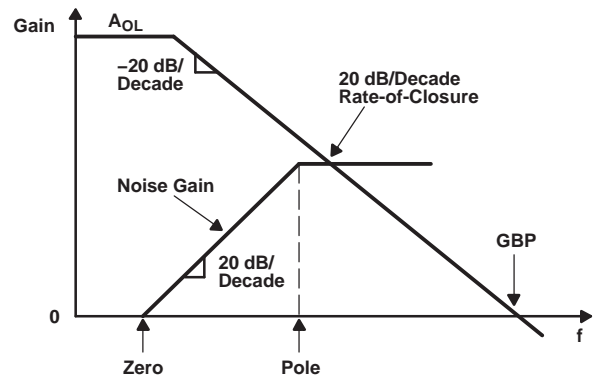 Gain
AOL
–20 dB/
Decade
20 dB/Decade
Rate-of-Closure
Noise Gain
GBP
20 dB/
Decade
0
f
Zero
Pole